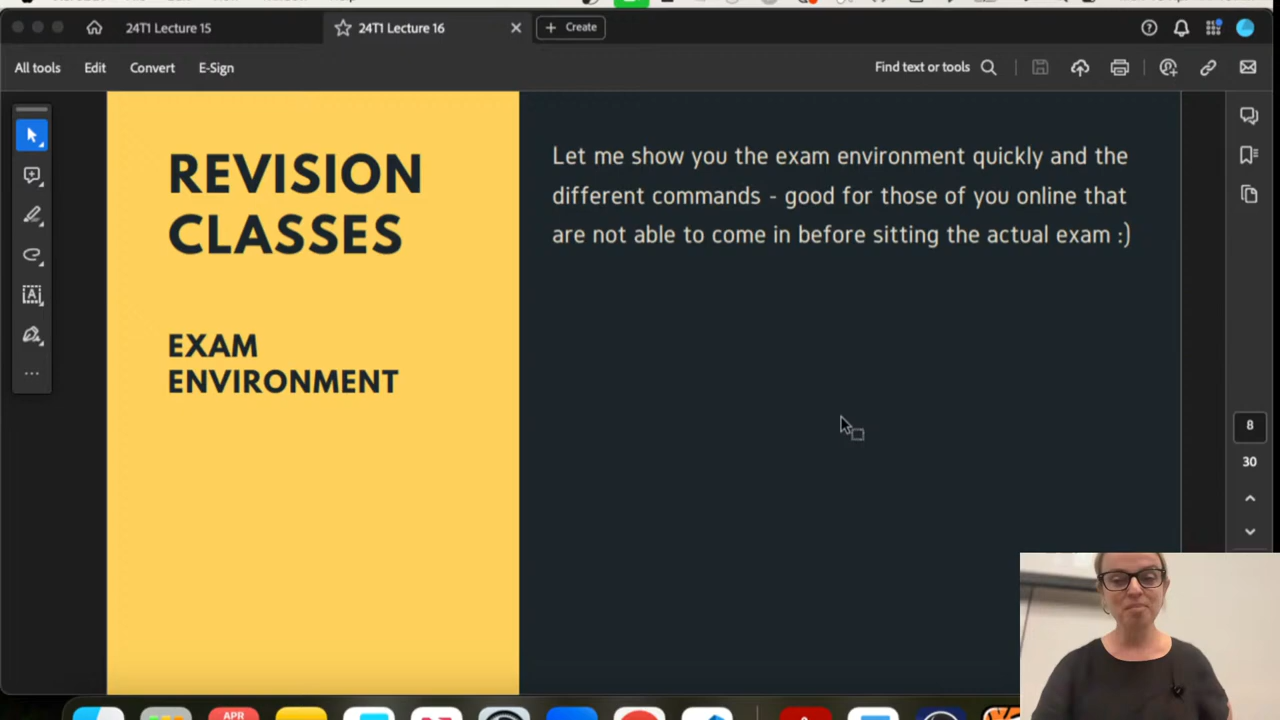 24T1 Lecture 15
24T1 Lecture 16
Create
All tools
Edit
Convert
E-Sign
Find text or tools
REVISION
CLASSES
EXAM
ENVIRONMENT
Let me show you the exam environment quickly and the
different commands - good for those of you online that
are not able to come in before sitting the actual exam :)
8
30
APR